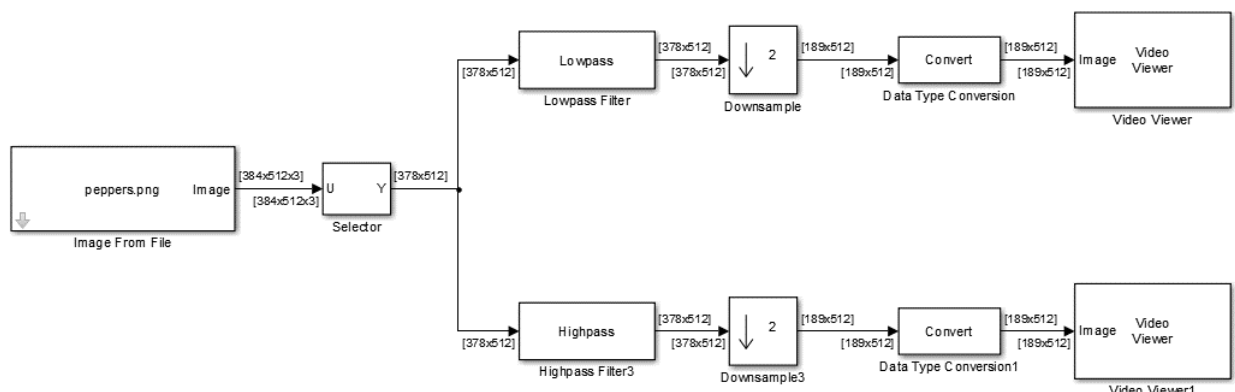 [378x512]
Lowpass
Lowpass Filter
[378x512]
[378x512]
2
Downsample
[189x512]
[189x512]
Convert
Data Type Conversion
[189x512]
[189x512]
Image
Video
Viewer
Video Viewer
peppers.png
Image
Image From File
[384x512x3]
[384x512x3]
U
Y
Selector
[378x512]
[378x512]
Highpass
Highpass Filter3
[378x512]
[378x512]
2
Downsample3
[189x512]
[189x512]
Convert
Data Type Conversion1
[189x512]
[189x512]
Image
Video
Viewer
Video Viewer1